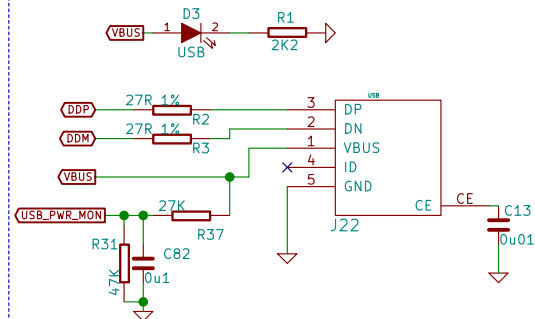 D3
VBUS 1 2
USB
R1
2K2
USB
DDP 27R 1% R2 3 DP
DDM 27R 1% R3 2 DN
1 VBUS
VBUS 4 ID
5 GND
USB_PWR_MON 27K R37
CE CE
J22
C13
0u01
R31
47K
C82
0u1